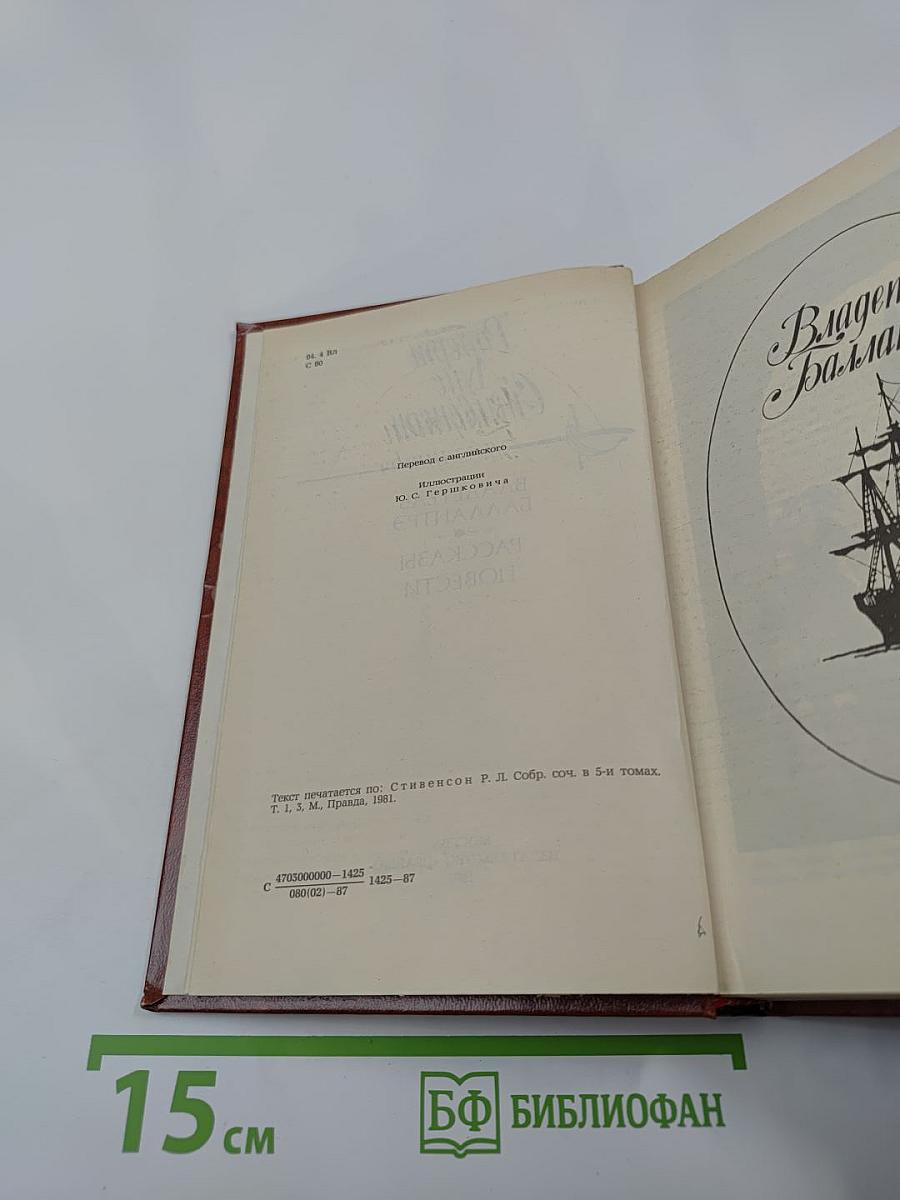 84. 4 Вл
С 80
Перевод с английского
Иллюстрации
Ю. С. Гершковича
Текст печатается по: Стивенсон Р. Л. Собр. соч. в 5-и томах.
Т. 1, 3, М., Правда, 1981.
С 4703000000—1425
080(02)—87
1425—87
Владет
Баллан
15 см
БФ БИБЛИОФАН